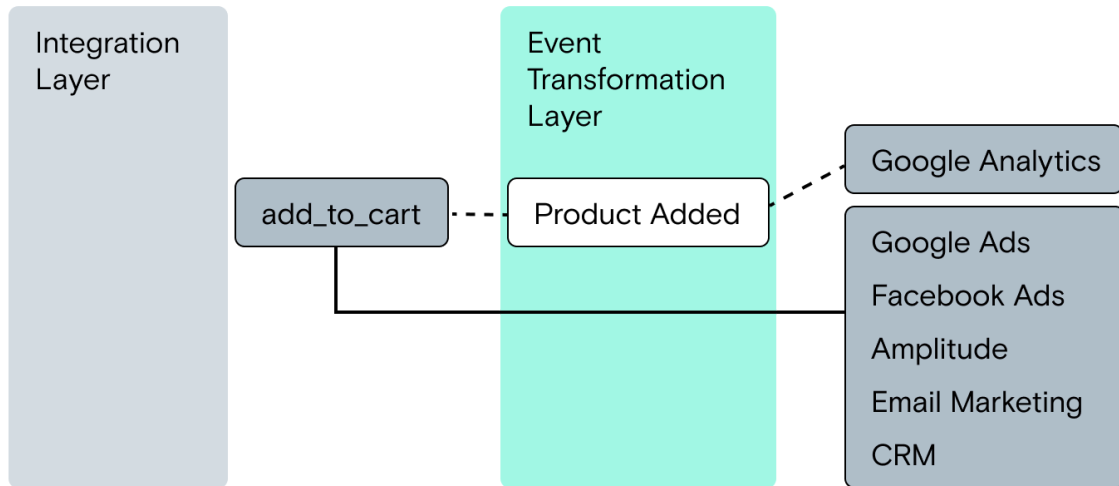 Integration
Layer
Event
Transformation
Layer
add_to_cart
Product Added
Google Analytics
Google Ads
Facebook Ads
Amplitude
Email Marketing
CRM